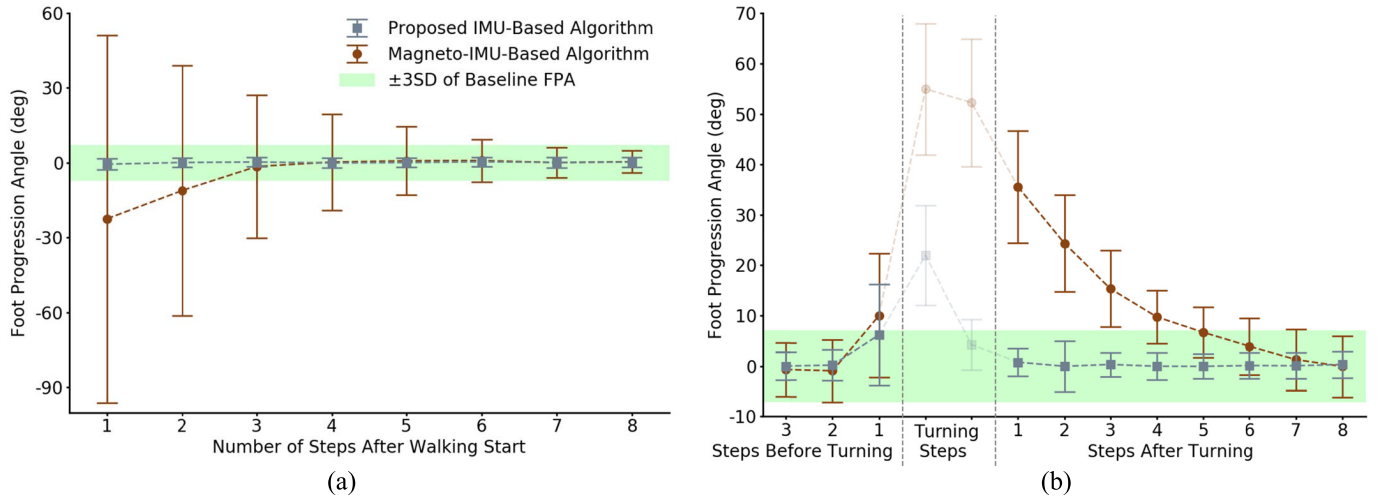 60
30
0
-30
-60
-90
Foot Progression Angle (deg)
Proposed IMU-Based Algorithm
Magneto-IMU-Based Algorithm
±3SD of Baseline FPA
1 2 3 4 5 6 7 8
Number of Steps After Walking Start
(a)
70
60
50
40
30
20
10
0
-10
Foot Progression Angle (deg)
3 2 1
Steps Before Turning
Turning
Steps
1 2 3 4 5 6 7 8
Steps After Turning
(b)